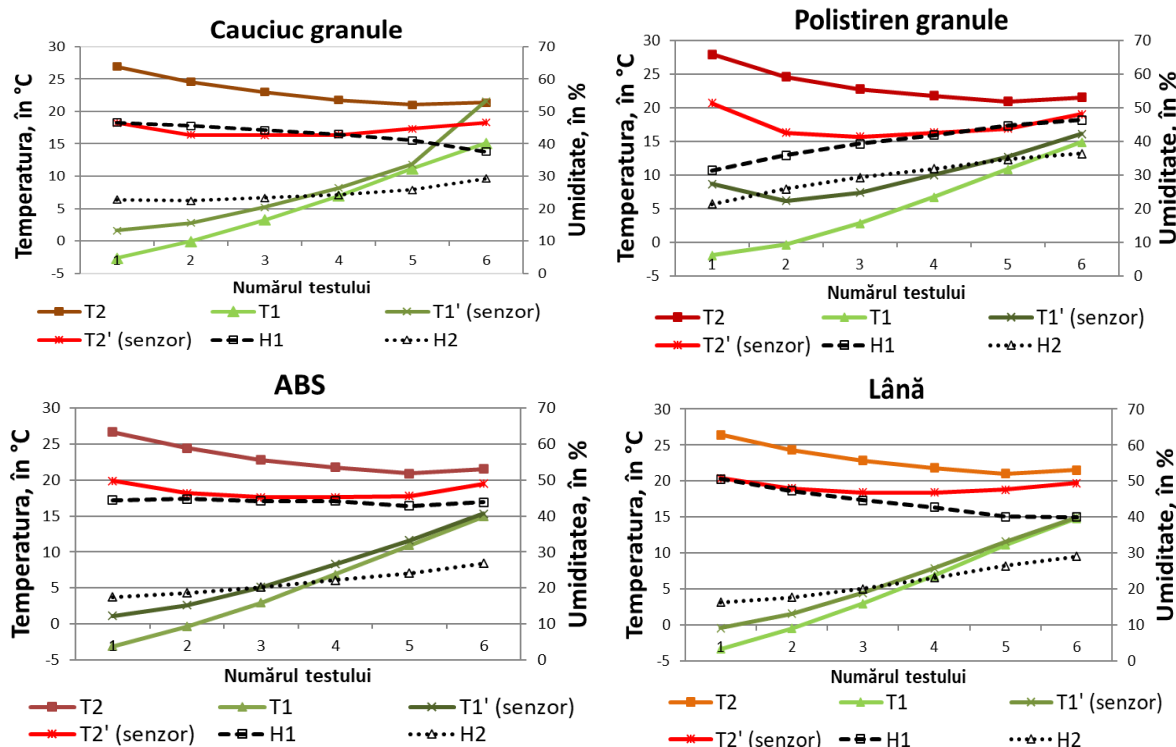 Cauciuc granule
Temperatura, în °C
30
25
20
15
10
5
0
-5
70
60
50
40
30
20
10
0
Umiditate, în %
1 2 3 4 5 6
Numărul testului
T2 T1 T1' (senzor)
T2' (senzor) H1 H2
Polistiren granule
Temperatura, în °C
30
25
20
15
10
5
0
-5
70
60
50
40
30
20
10
0
Umiditate, în %
1 2 3 4 5 6
Numărul testului
T2 T1 T1' (senzor)
T2' (senzor) H1 H2
ABS
Temperatura, în °C
30
25
20
15
10
5
0
-5
70
60
50
40
30
20
10
0
Umiditatea, în %
1 2 3 4 5 6
Numărul testului
T2 T1 T1' (senzor)
T2' (senzor) H1 H2
Lână
Temperatura, în °C
30
25
20
15
10
5
0
-5
70
60
50
40
30
20
10
0
Umiditate, în %
1 2 3 4 5 6
Numărul testului
T2 T1 T1' (senzor)
T2' (senzor) H1 H2